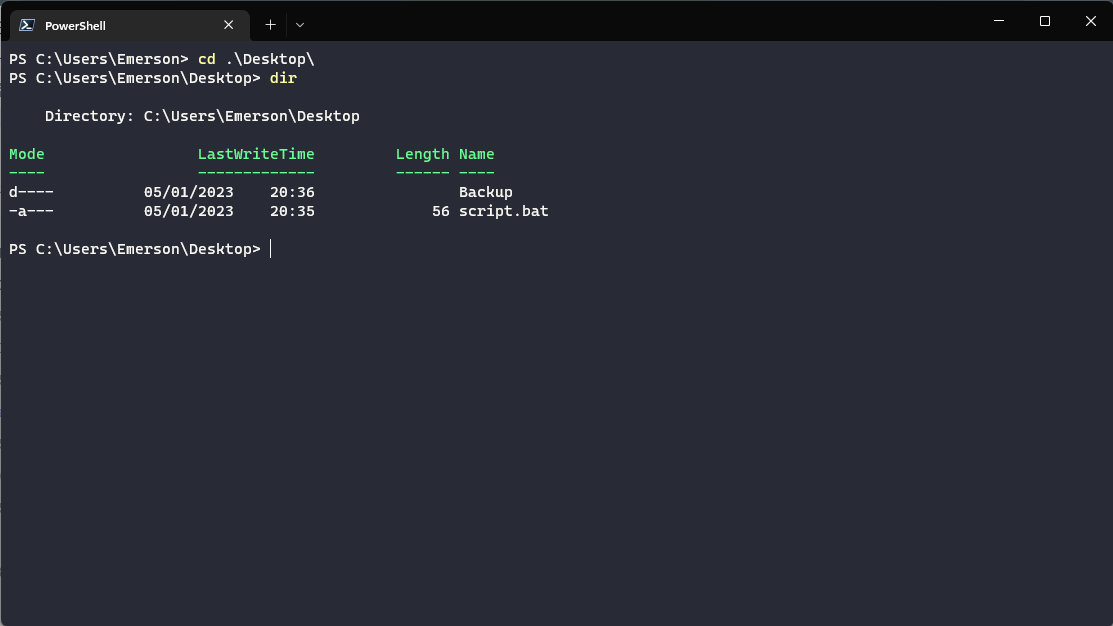 PowerShell
PS C:\Users\Emerson> cd .\Desktop\
PS C:\Users\Emerson\Desktop> dir
    Directory: C:\Users\Emerson\Desktop
Mode                 LastWriteTime         Length Name
----                 -------------         ------ ----
d----          05/01/2023    20:36                Backup
-a---          05/01/2023    20:35             56 script.bat
PS C:\Users\Emerson\Desktop>